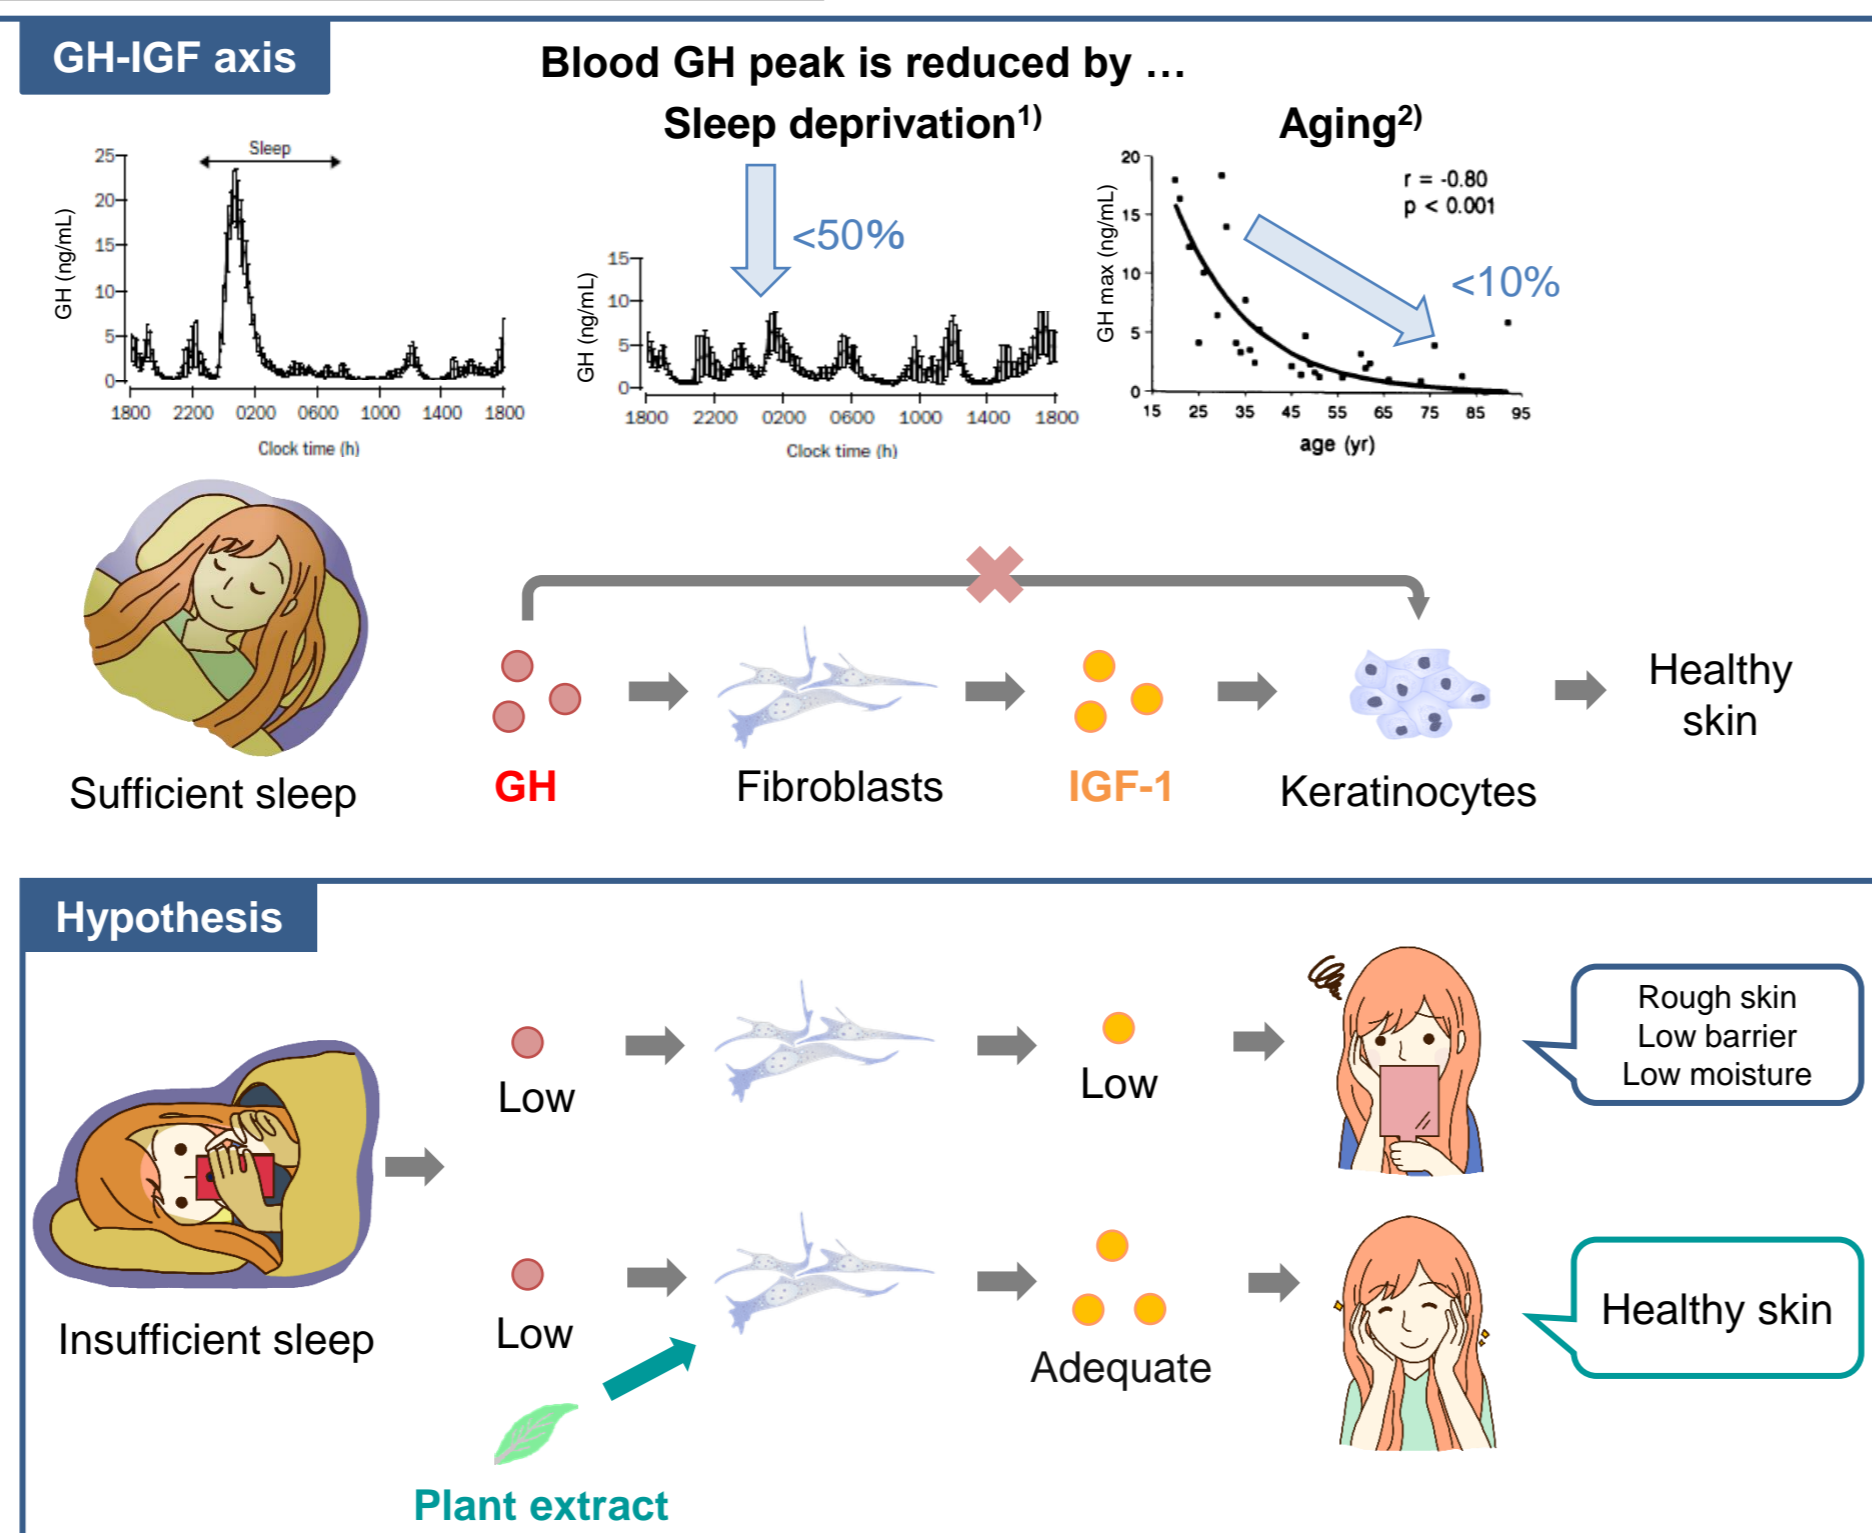 GH-IGF axis
Blood GH peak is reduced by …
Sleep deprivation1)
Aging2)
Sleep
25
20
15
10
5
0
GH (ng/mL)
1800 2200 0200 0600 1000 1400 1800
Clock time (h)
<50%
15
10
5
0
GH (ng/mL)
1800 2200 0200 0600 1000 1400 1800
Clock time (h)
r = -0.80
p < 0.001
<10%
20
15
10
5
0
GH max (ng/mL)
15 25 35 45 55 65 75 85 95
age (yr)
Sufficient sleep
GH
Fibroblasts
IGF-1
Keratinocytes
Healthy
skin
Hypothesis
Insufficient sleep
Low
Low
Rough skin
Low barrier
Low moisture
Low
Adequate
Healthy skin
Plant extract